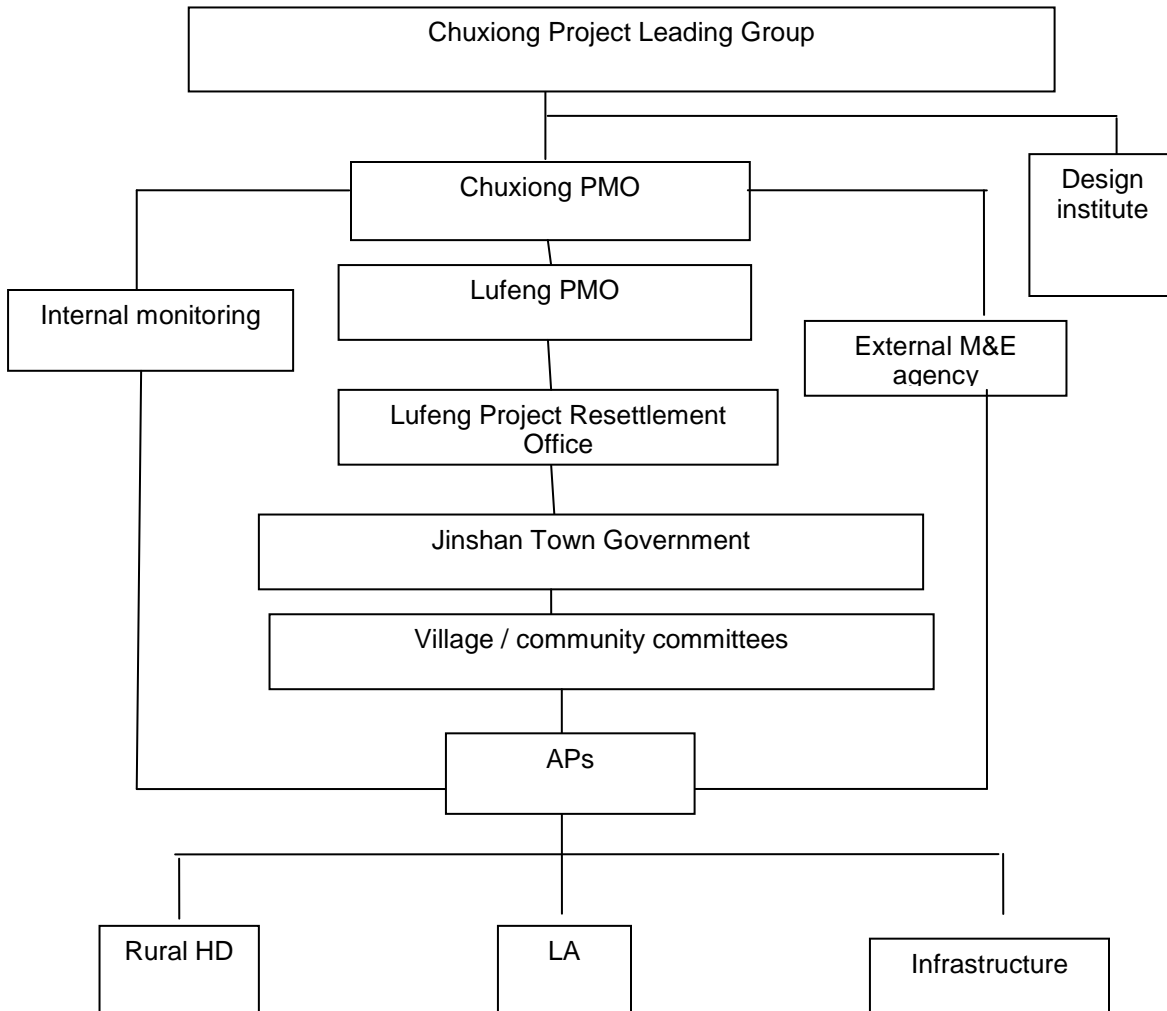 Chuxiong Project Leading Group
Chuxiong PMO
Design
institute
Lufeng PMO
Internal monitoring
External M&E
agency
Lufeng Project Resettlement
Office
Jinshan Town Government
Village / community committees
APs
Rural HD
LA
Infrastructure